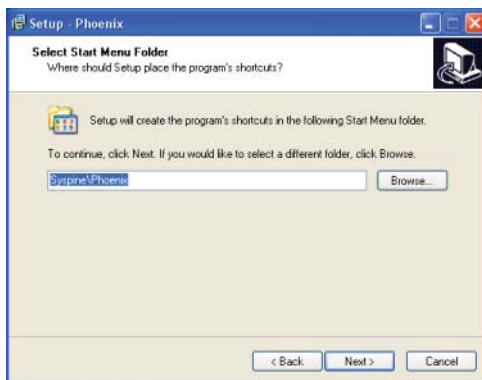 Setup - Phoenix
Select Start Menu Folder
Where should Setup place the program's shortcuts?
Setup will create the program's shortcuts in the following Start Menu folder.
To continue, click Next. If you would like to select a different folder, click Browse.
Syspine\Phoenix
Browse...
< Back
Next >
Cancel